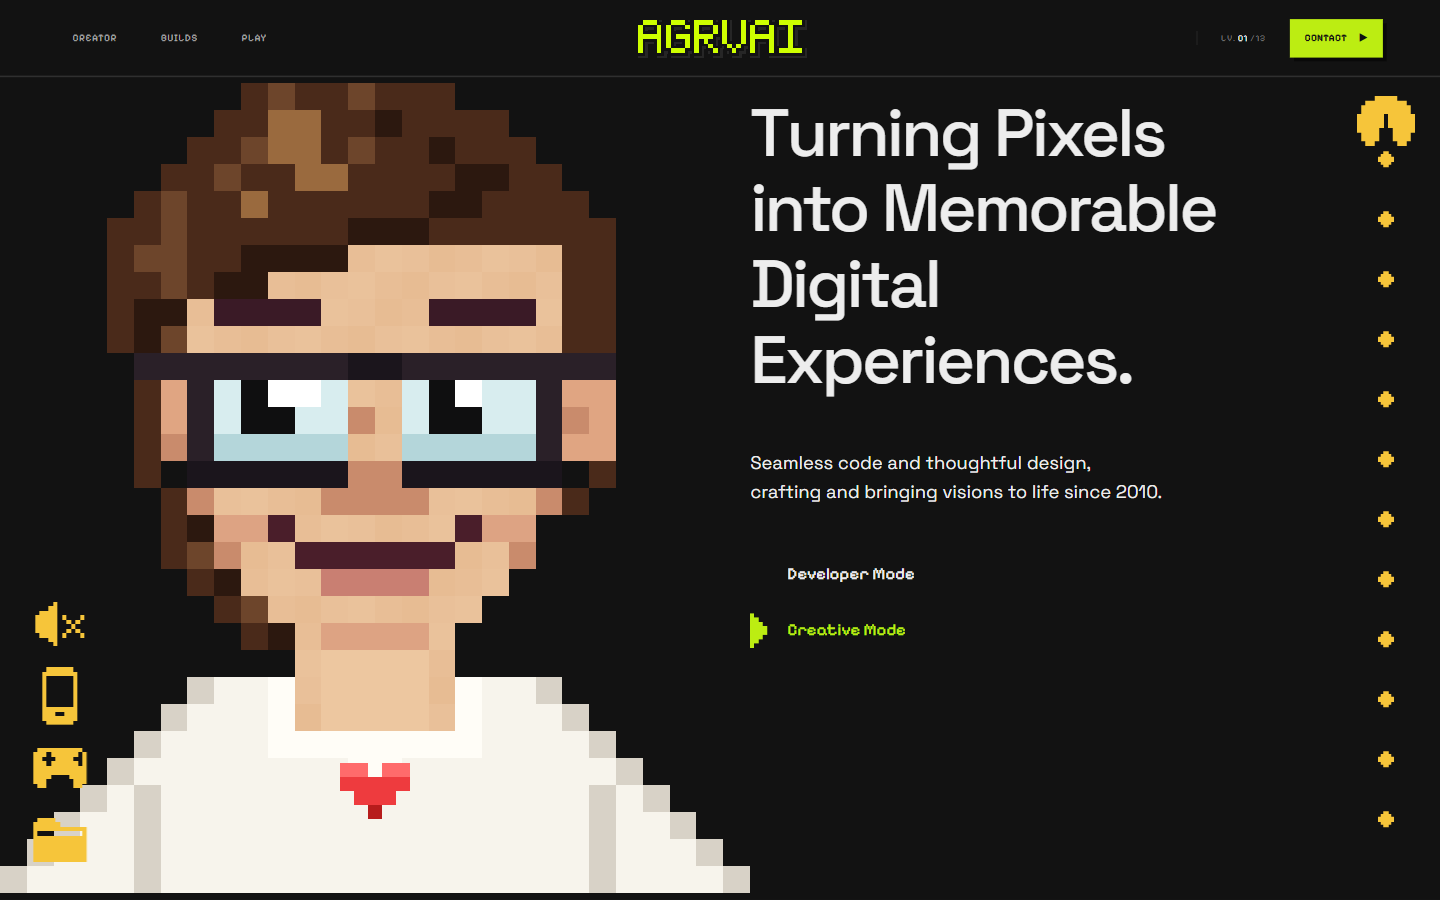 CREATOR
BUILDS
PLAY
AGRVAI
LV. 01 /13
CONTACT
Turning Pixels
into Memorable
Digital
Experiences.
Seamless code and thoughtful design,
crafting and bringing visions to life since 2010.
Developer Mode
Creative Mode